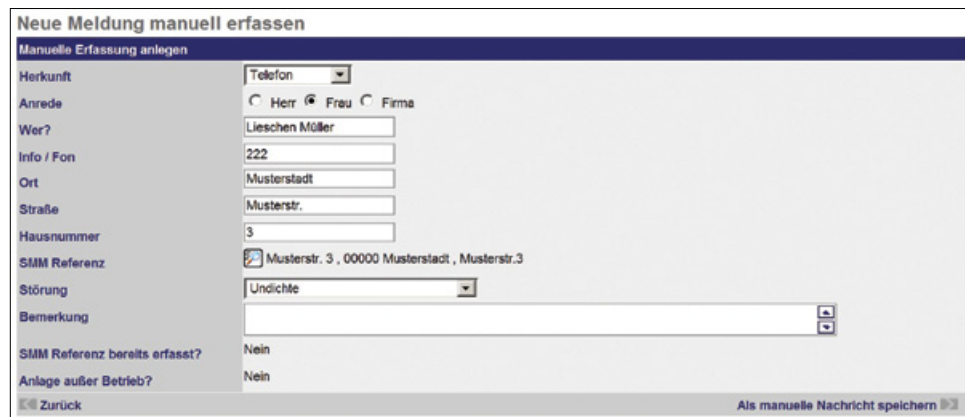 Neue Meldung manuell erfassen
Manuelle Erfassung anlegen
Herkunft Telefon
Anrede Herr Frau Firma
Wer? Lieschen Müller
Info / Fon 222
Ort Musterstadt
Straße Musterstr.
Hausnummer 3
SMM Referenz Musterstr. 3 , 00000 Musterstadt , Musterstr.3
Störung Undichte
Bemerkung
SMM Referenz bereits erfasst? Nein
Anlage außer Betrieb? Nein
Zurück Als manuelle Nachricht speichern